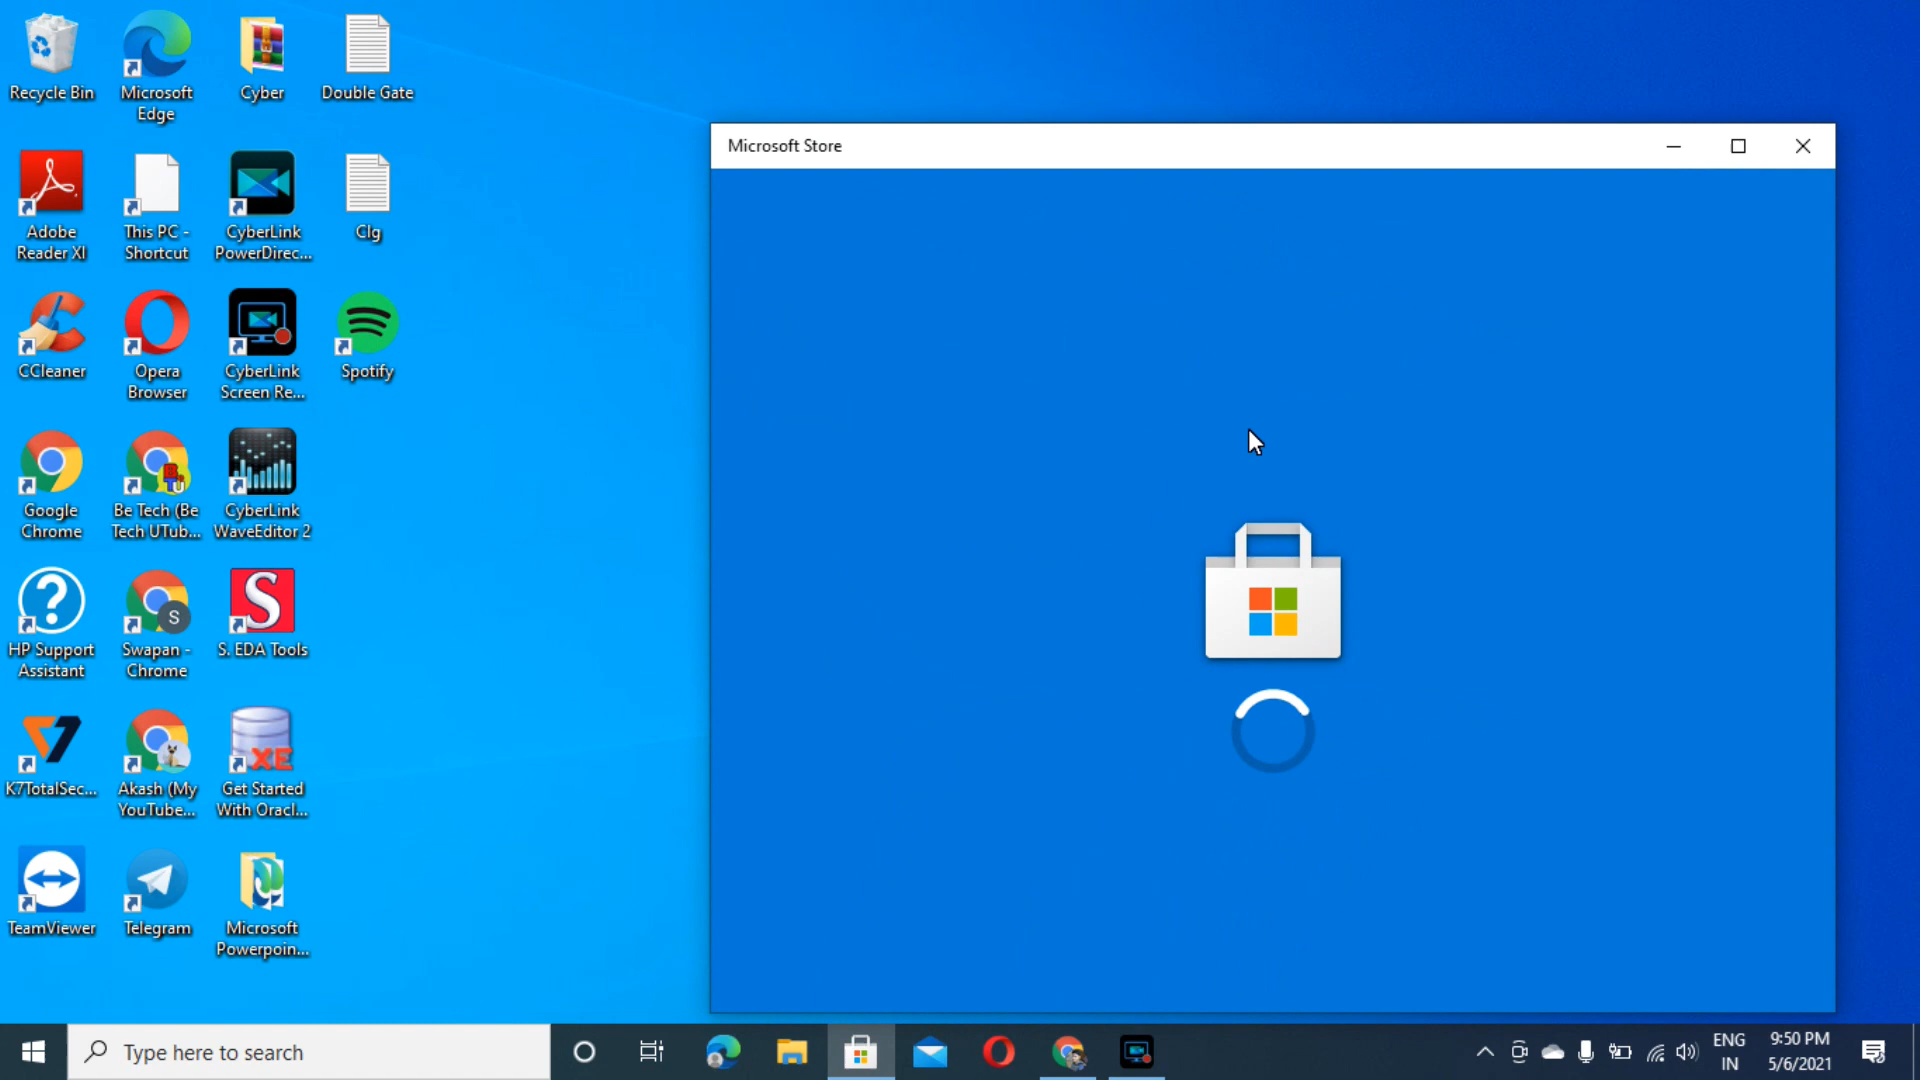 Recycle Bin
Microsoft
Edge
Cyber
Double Gate
Adobe
Reader XI
This PC -
Shortcut
CyberLink
PowerDirec...
Clg
CCleaner
Opera
Browser
CyberLink
Screen Re...
Spotify
Google
Chrome
Be Tech (Be
Tech UTub...
CyberLink
WaveEditor 2
HP Support
Assistant
S
Swapan -
Chrome
S
S. EDA Tools
K7TotalSec...
Akash (My
YouTube...
XE
Get Started
With Oracl...
TeamViewer
Telegram
Microsoft
Powerpoin...
Microsoft Store
Type here to search
ENG
IN
9:50 PM
5/6/2021